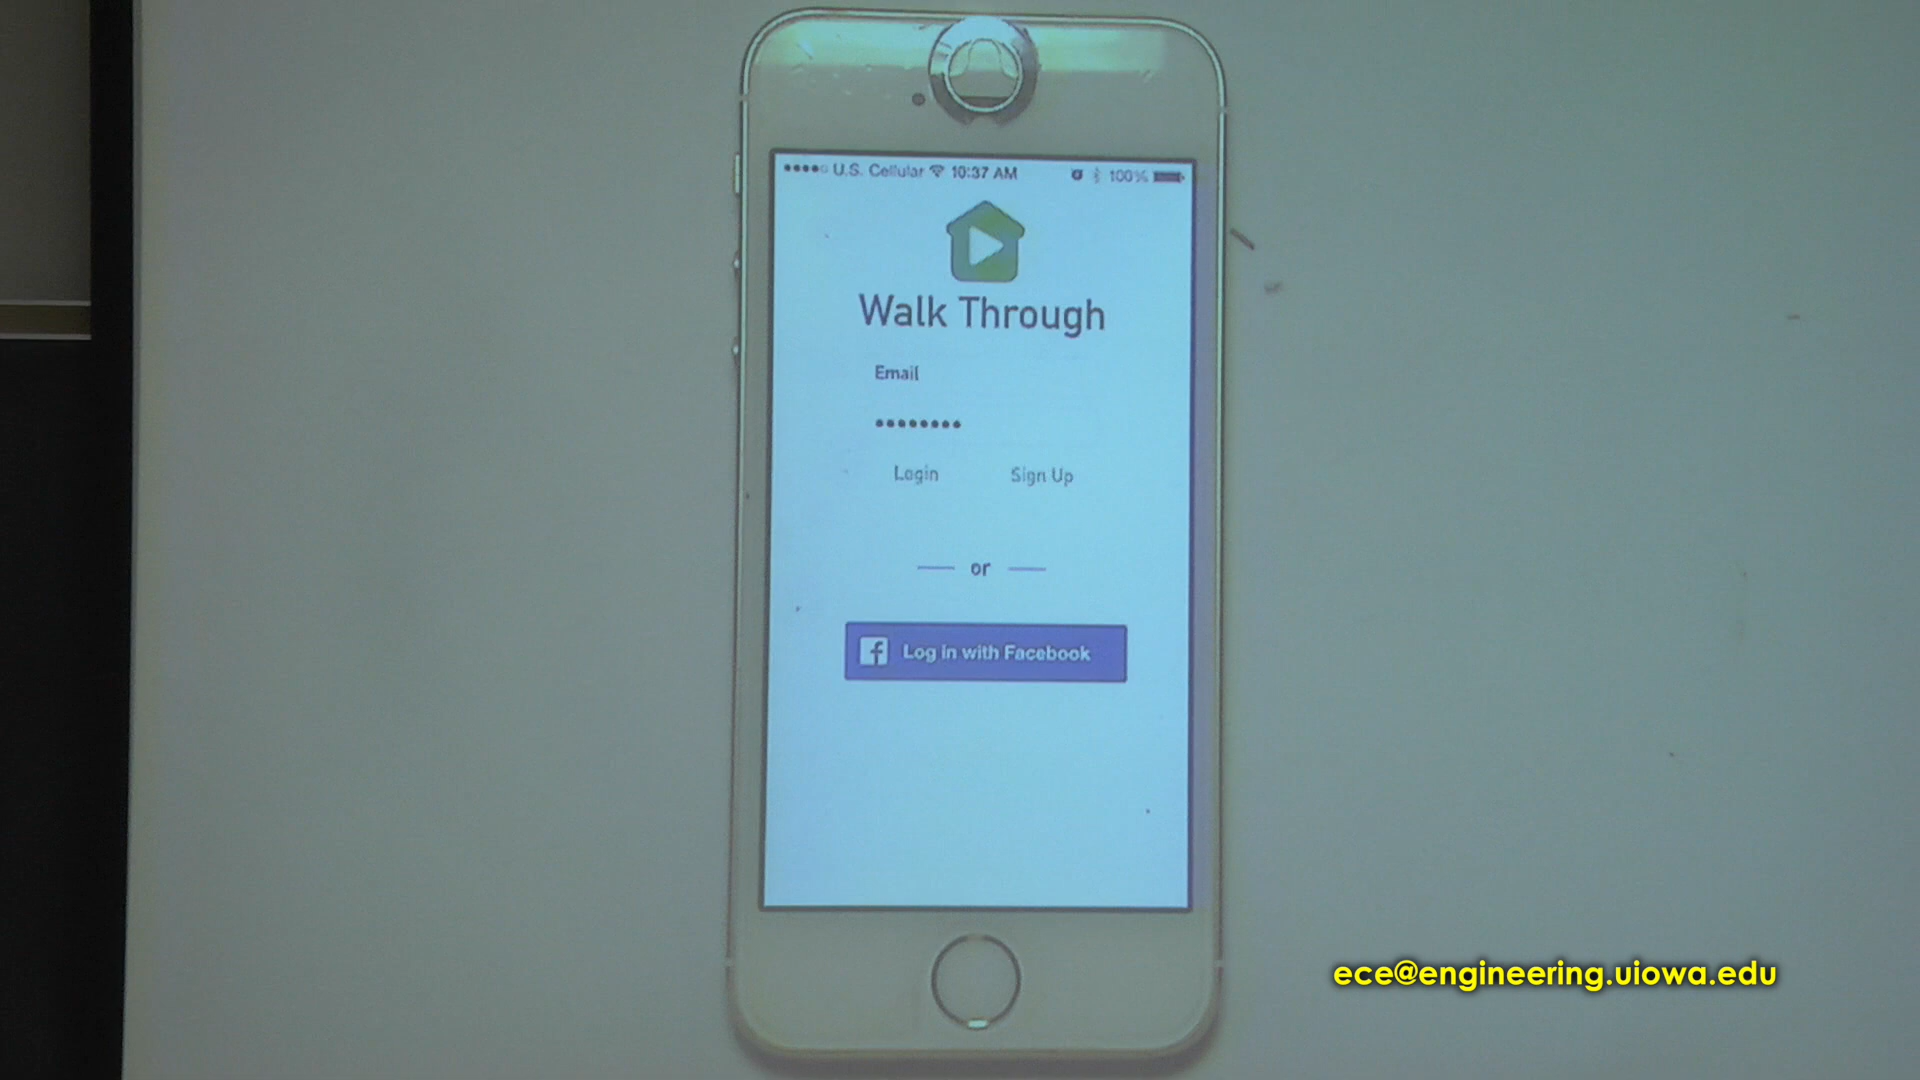 U.S. Cellular 10:37 AM 100%
Walk Through
Email
••••••••
Login Sign Up
or
f Log in with Facebook
ece@engineering.uiowa.edu